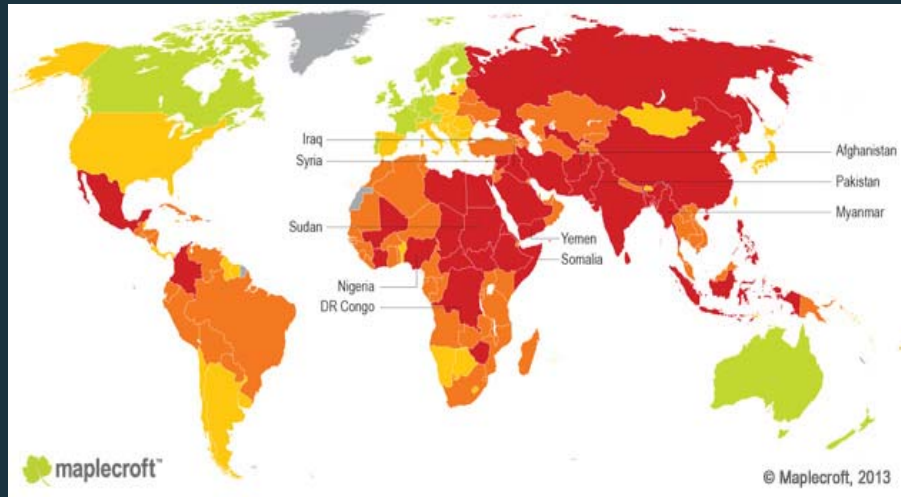 Iraq
Syria
Afghanistan
Pakistan
Myanmar
Sudan
Yemen
Somalia
Nigeria
DR Congo
maplecroft™
© Maplecroft, 2013